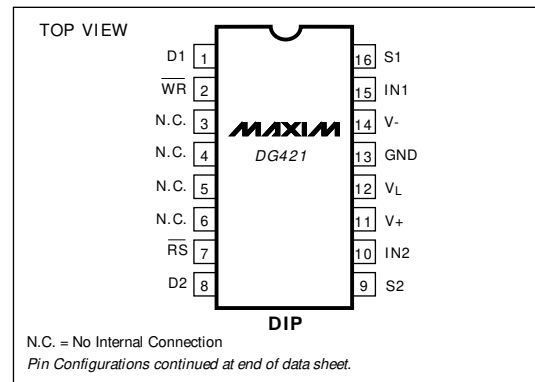 TOP VIEW
D1 1 16 S1
WR 2 15 IN1
N.C. 3 MAXIM 14 V-
N.C. 4 DG421 13 GND
N.C. 5 12 VL
N.C. 6 11 V+
RS 7 10 IN2
D2 8 9 S2
DIP
N.C. = No Internal Connection
Pin Configurations continued at end of data sheet.